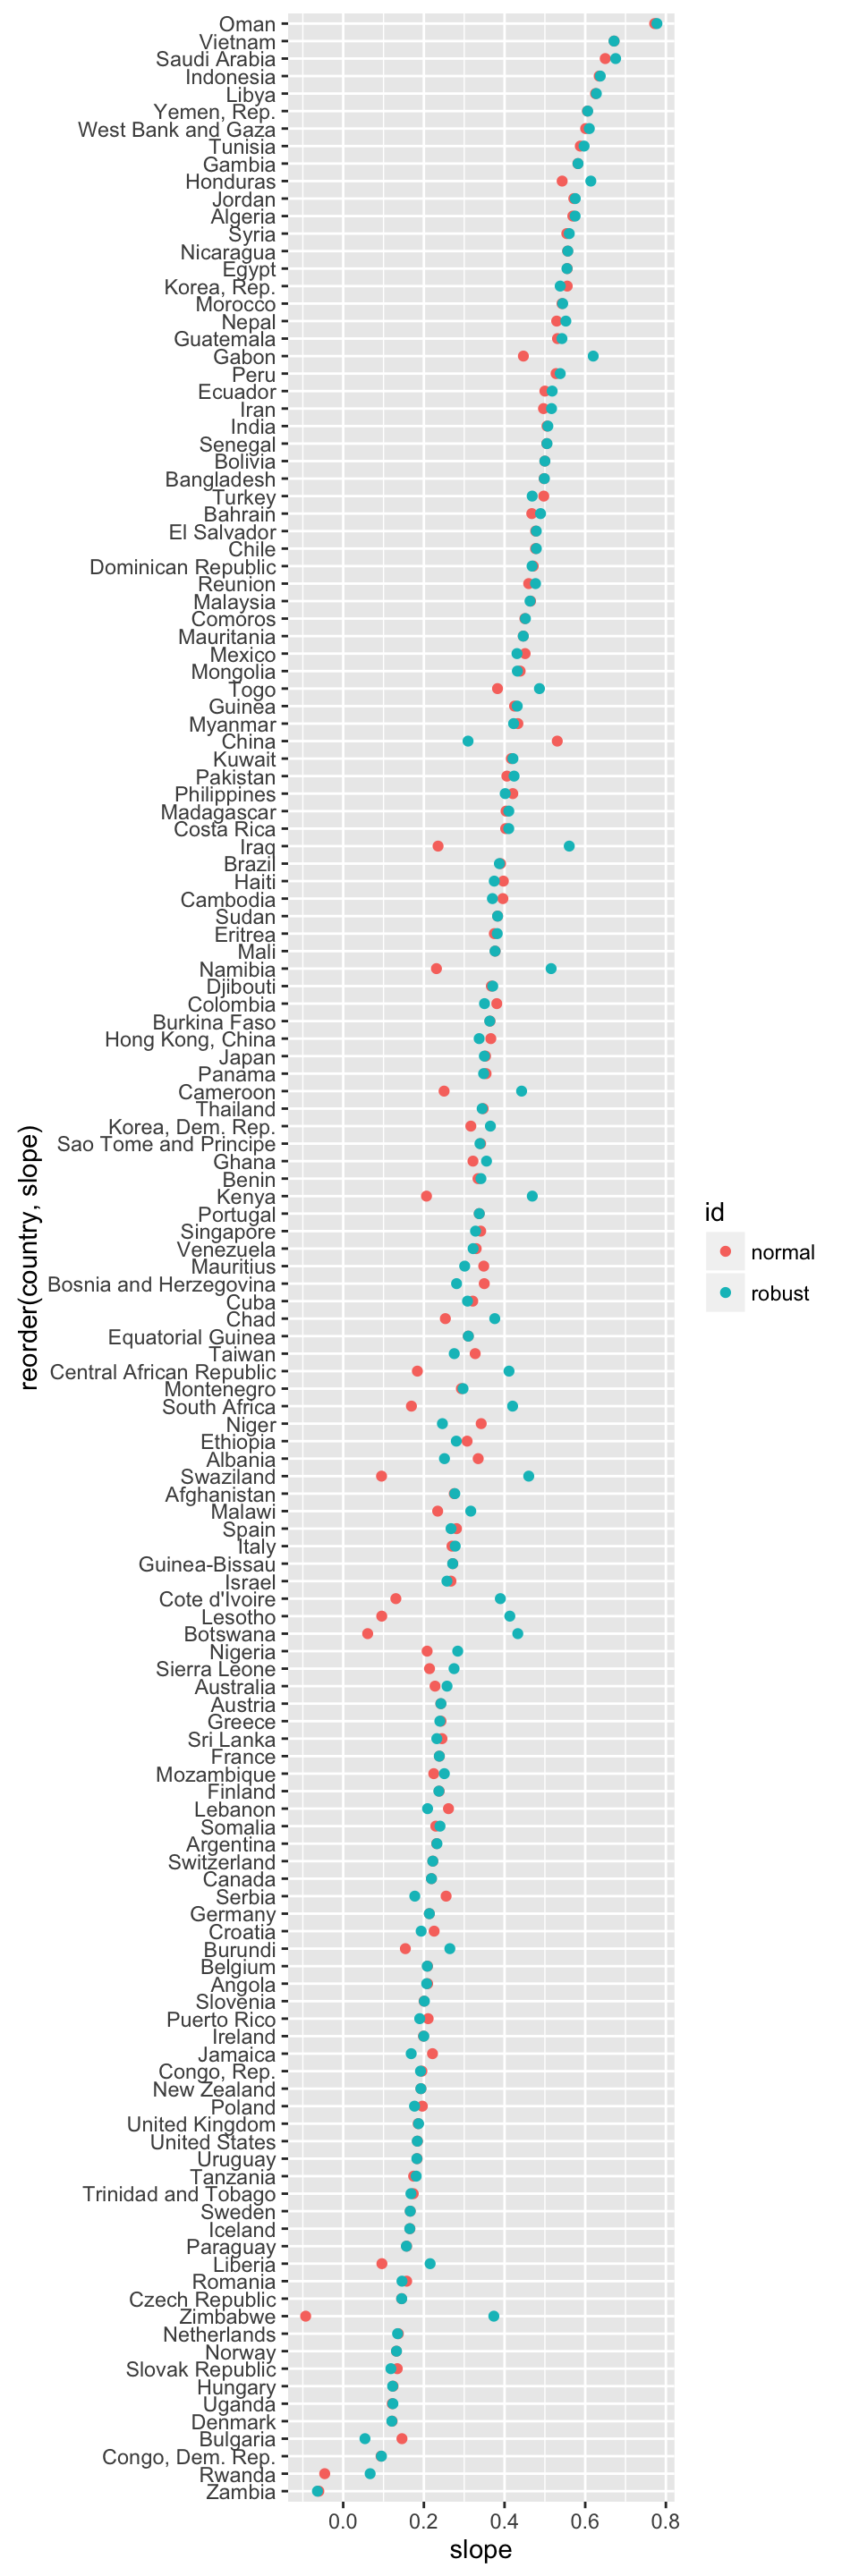 Oman
Vietnam
Saudi Arabia
Indonesia
Libya
Yemen, Rep.
West Bank and Gaza
Tunisia
Gambia
Honduras
Jordan
Algeria
Syria
Nicaragua
Egypt
Korea, Rep.
Morocco
Nepal
Guatemala
Gabon
Peru
Ecuador
Iran
India
Senegal
Bolivia
Bangladesh
Turkey
Bahrain
El Salvador
Chile
Dominican Republic
Reunion
Malaysia
Comoros
Mauritania
Mexico
Mongolia
Togo
Guinea
Myanmar
China
Kuwait
Pakistan
Philippines
Madagascar
Costa Rica
Iraq
Brazil
Haiti
Cambodia
Sudan
Eritrea
Mali
Namibia
Djibouti
Colombia
Burkina Faso
Hong Kong, China
Japan
Panama
Cameroon
Thailand
Korea, Dem. Rep.
Sao Tome and Principe
Ghana
Benin
Kenya
Portugal
Singapore
Venezuela
Mauritius
Bosnia and Herzegovina
Cuba
Chad
Equatorial Guinea
Taiwan
Central African Republic
Montenegro
South Africa
Niger
Ethiopia
Albania
Swaziland
Afghanistan
Malawi
Spain
Italy
Guinea-Bissau
Israel
Cote d'Ivoire
Lesotho
Botswana
Nigeria
Sierra Leone
Australia
Austria
Greece
Sri Lanka
France
Mozambique
Finland
Lebanon
Somalia
Argentina
Switzerland
Canada
Serbia
Germany
Croatia
Burundi
Belgium
Angola
Slovenia
Puerto Rico
Ireland
Jamaica
Congo, Rep.
New Zealand
Poland
United Kingdom
United States
Uruguay
Tanzania
Trinidad and Tobago
Sweden
Iceland
Paraguay
Liberia
Romania
Czech Republic
Zimbabwe
Netherlands
Norway
Slovak Republic
Hungary
Uganda
Denmark
Bulgaria
Congo, Dem. Rep.
Rwanda
Zambia
reorder(country, slope)
0.0 0.2 0.4 0.6 0.8
slope
id
normal
robust